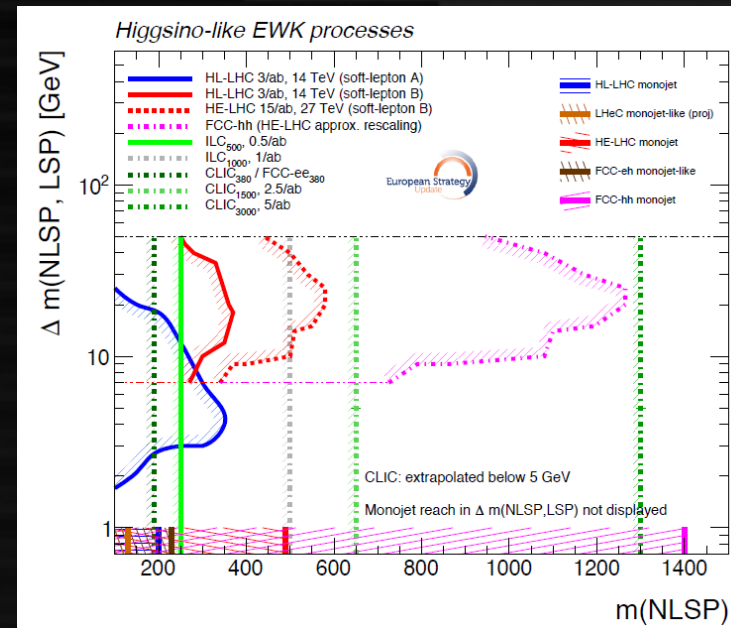 Higgsino-like EWK processes
Δ m(NLSP, LSP) [GeV]
HL-LHC 3/ab, 14 TeV (soft-lepton A)
HL-LHC 3/ab, 14 TeV (soft-lepton B)
HE-LHC 15/ab, 27 TeV (soft-lepton B)
FCC-hh (HE-LHC approx. rescaling)
ILC₅₀₀, 0.5/ab
ILC₁₀₀₀, 1/ab
CLIC₃₈₀ / FCC-ee₃₈₀
CLIC₁₅₀₀, 2.5/ab
CLIC₃₀₀₀, 5/ab
European Strategy
Update
HL-LHC monojet
LHeC monojet-like (proj)
HE-LHC monojet
FCC-eh monojet-like
FCC-hh monojet
10²
10
1
CLIC: extrapolated below 5 GeV
Monojet reach in Δ m(NLSP,LSP) not displayed
200 400 600 800 1000 1200 1400
m(NLSP)